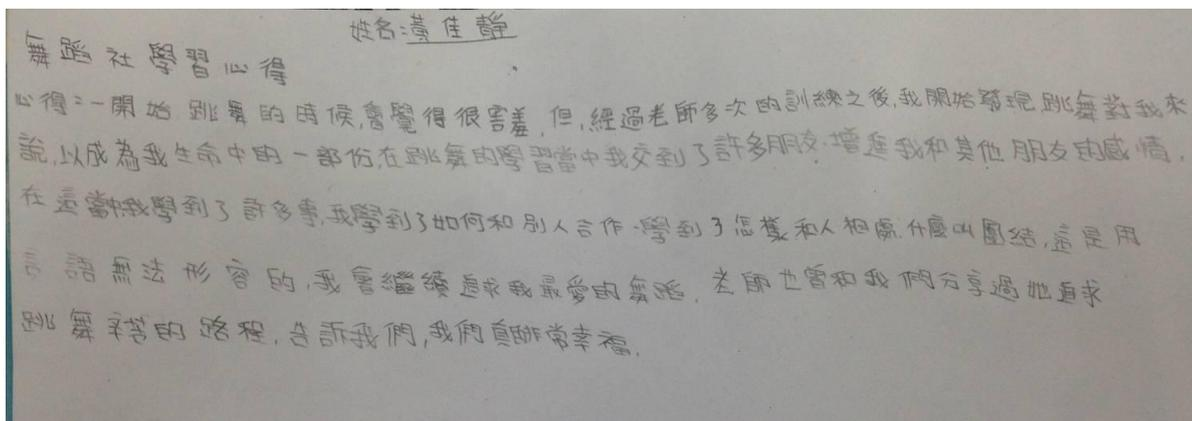 姓名:黃佳靜
舞蹈社學習心得
心得:一開始跳舞的時候,會覺得很害羞,但,經過老師多次的訓練之後,我開始發現跳舞對我來
說,以成為我生命中的一部份,在跳舞的學習當中我交到了許多朋友,增進我和其他朋友的感情,
在這當中我學到了許多事,我學到了如何和別人合作,學到了怎樣和人相處,什麼叫團結,這是用
言語無法形容的,我會繼續追求我最愛的舞蹈,老師也曾和我們分享過她追求
跳舞辛苦的路程,告訴我們,我們真的非常幸福.